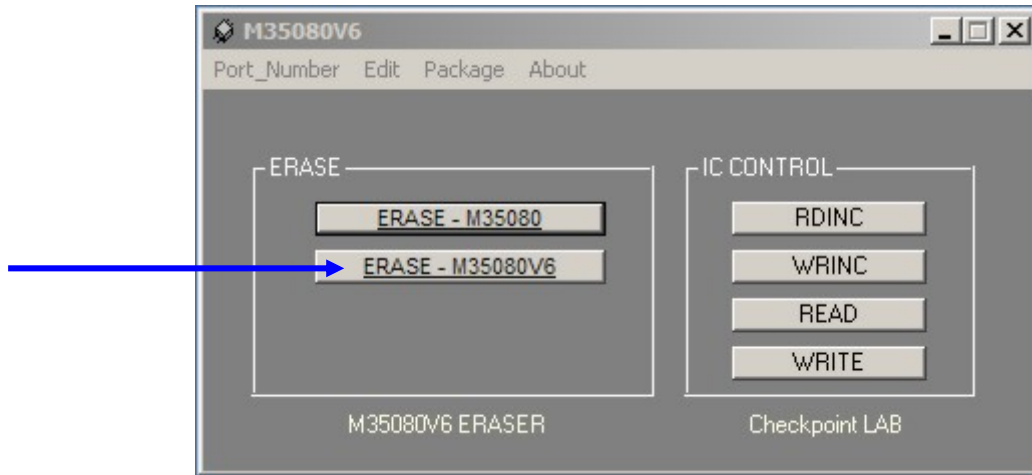 M35080V6
Port_Number Edit Package About
ERASE
ERASE - M35080
ERASE - M35080V6
M35080V6 ERASER
IC CONTROL
RDINC
WRINC
READ
WRITE
Checkpoint LAB